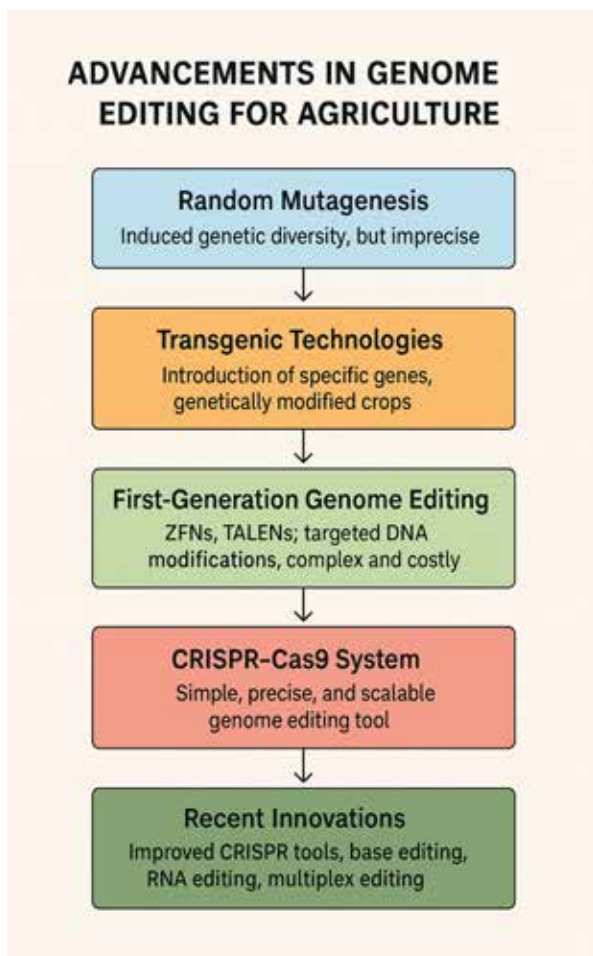 ADVANCEMENTS IN GENOME
EDITING FOR AGRICULTURE
Random Mutagenesis
Induced genetic diversity, but imprecise
Transgenic Technologies
Introduction of specific genes,
genetically modified crops
First-Generation Genome Editing
ZFNs, TALENs; targeted DNA
modifications, complex and costly
CRISPR-Cas9 System
Simple, precise, and scalable
genome editing tool
Recent Innovations
Improved CRISPR tools, base editing,
RNA editing, multiplex editing